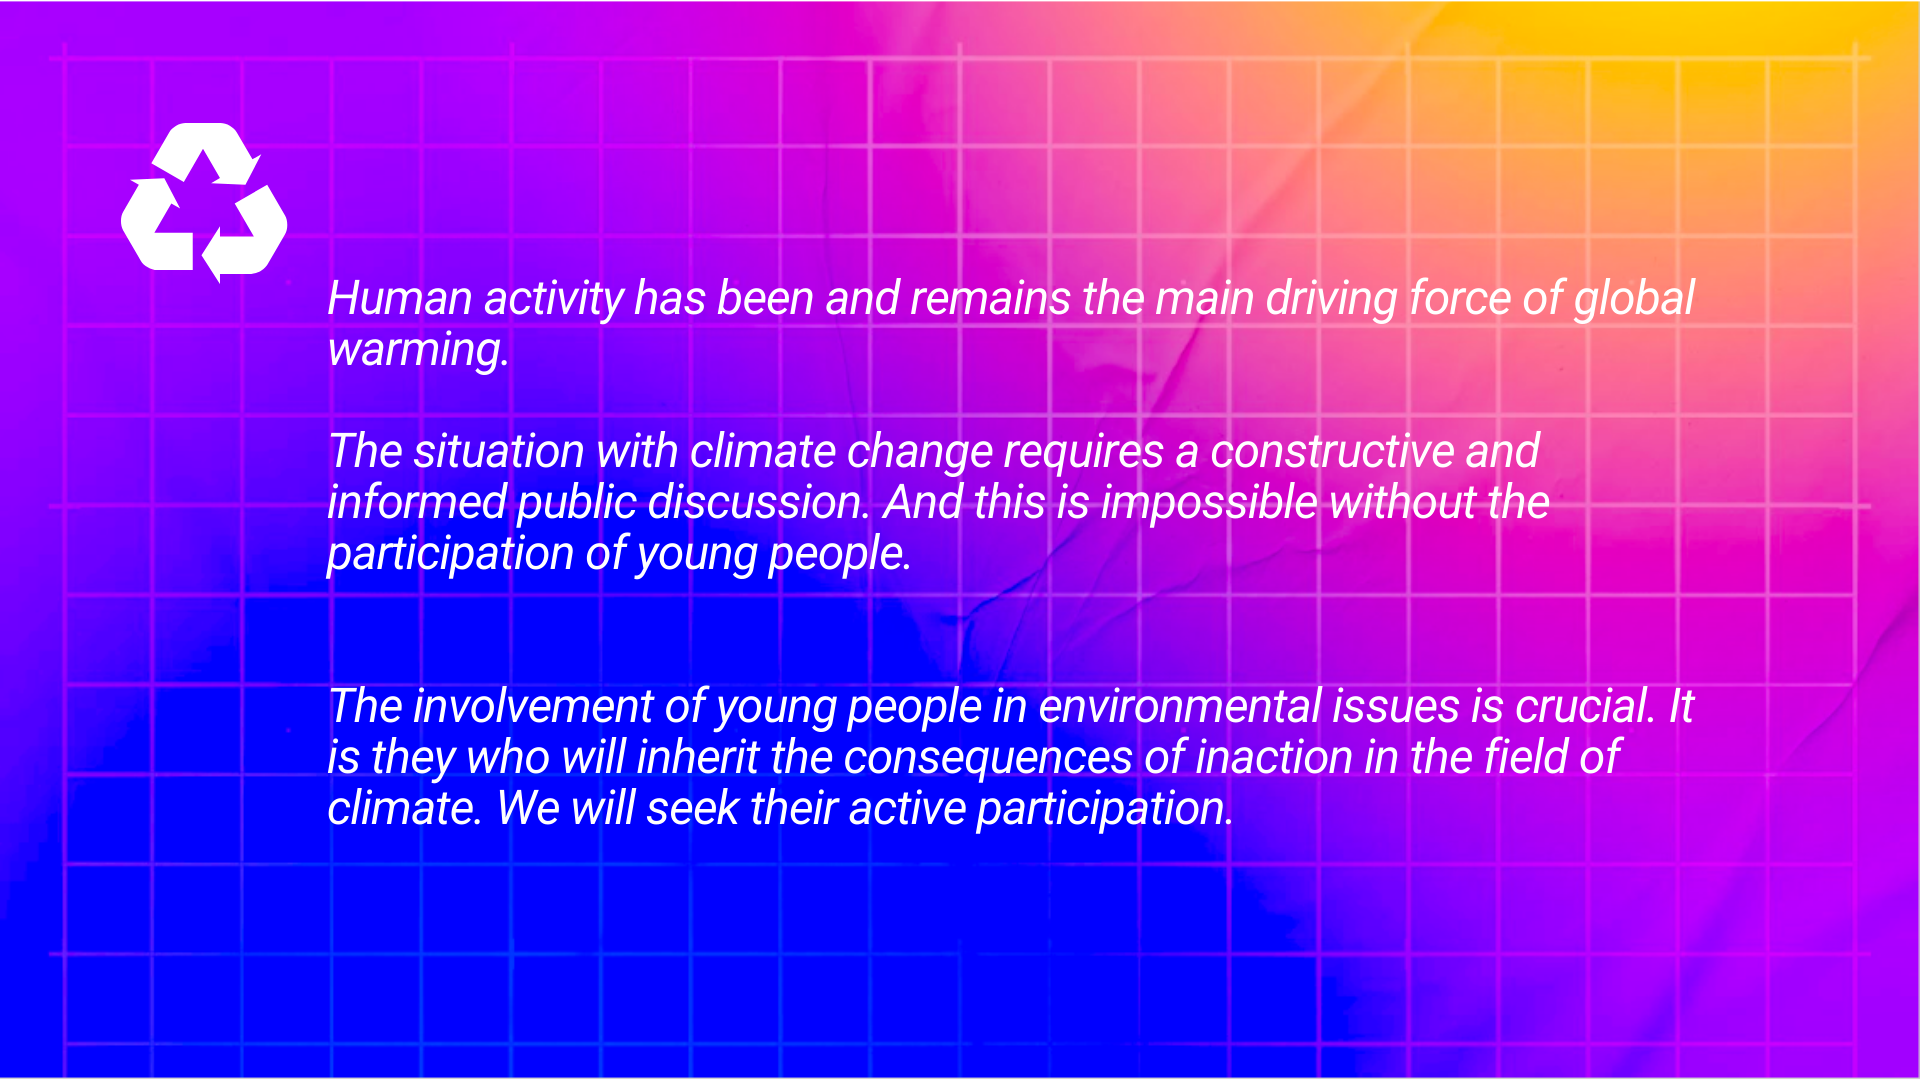 Human activity has been and remains the main driving force of global
warming.
The situation with climate change requires a constructive and
informed public discussion. And this is impossible without the
participation of young people.
The involvement of young people in environmental issues is crucial. It
is they who will inherit the consequences of inaction in the field of
climate. We will seek their active participation.